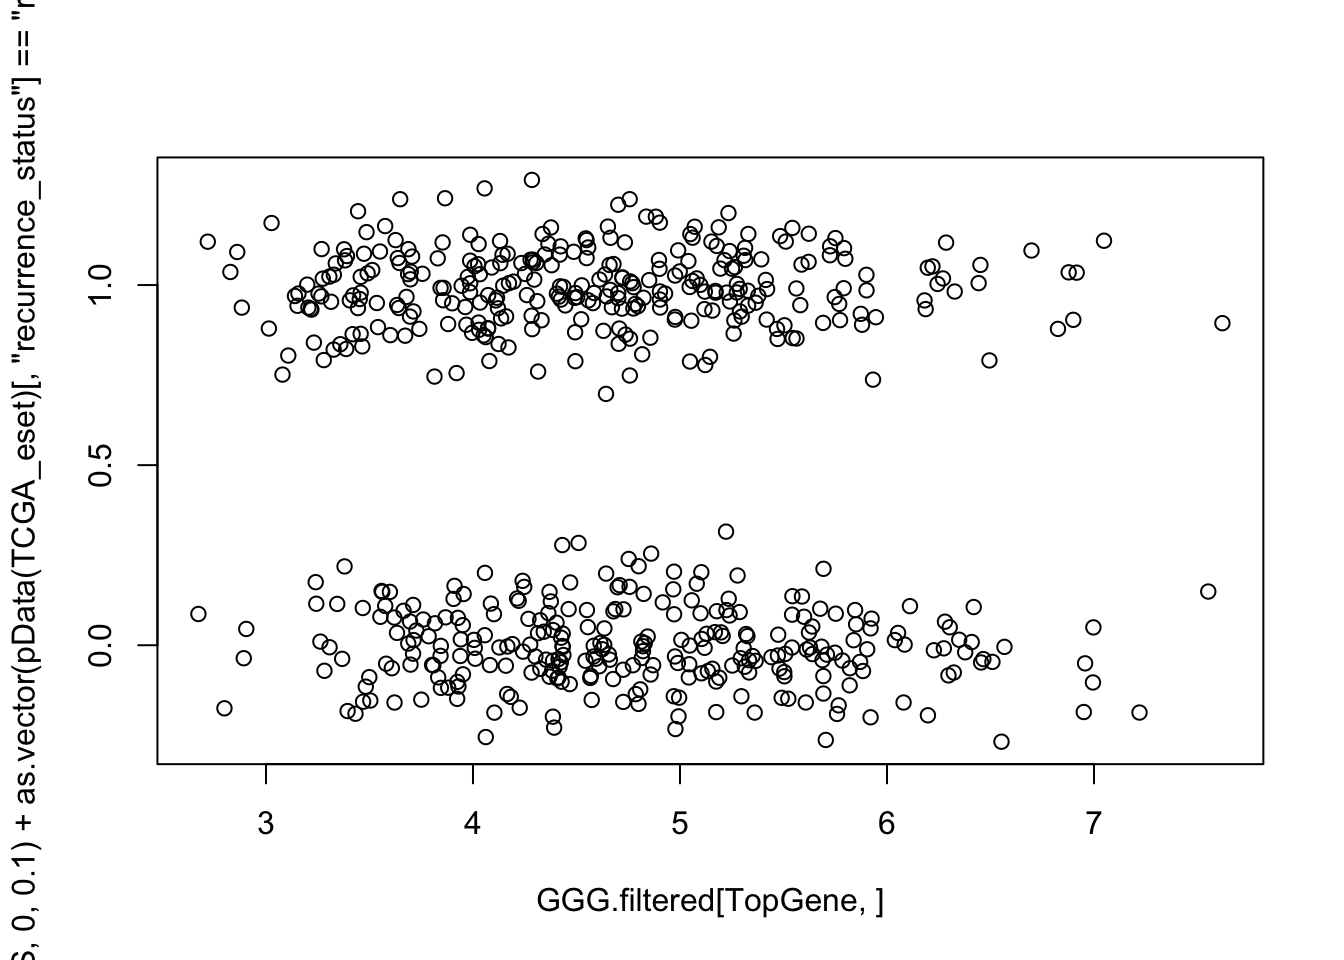 0, 0.1) + as.vector(pData(TCGA_eset)[, "recurrence_status"] == "r
1.0
0.5
0.0
3 4 5 6 7
GGG.filtered[TopGene, ]